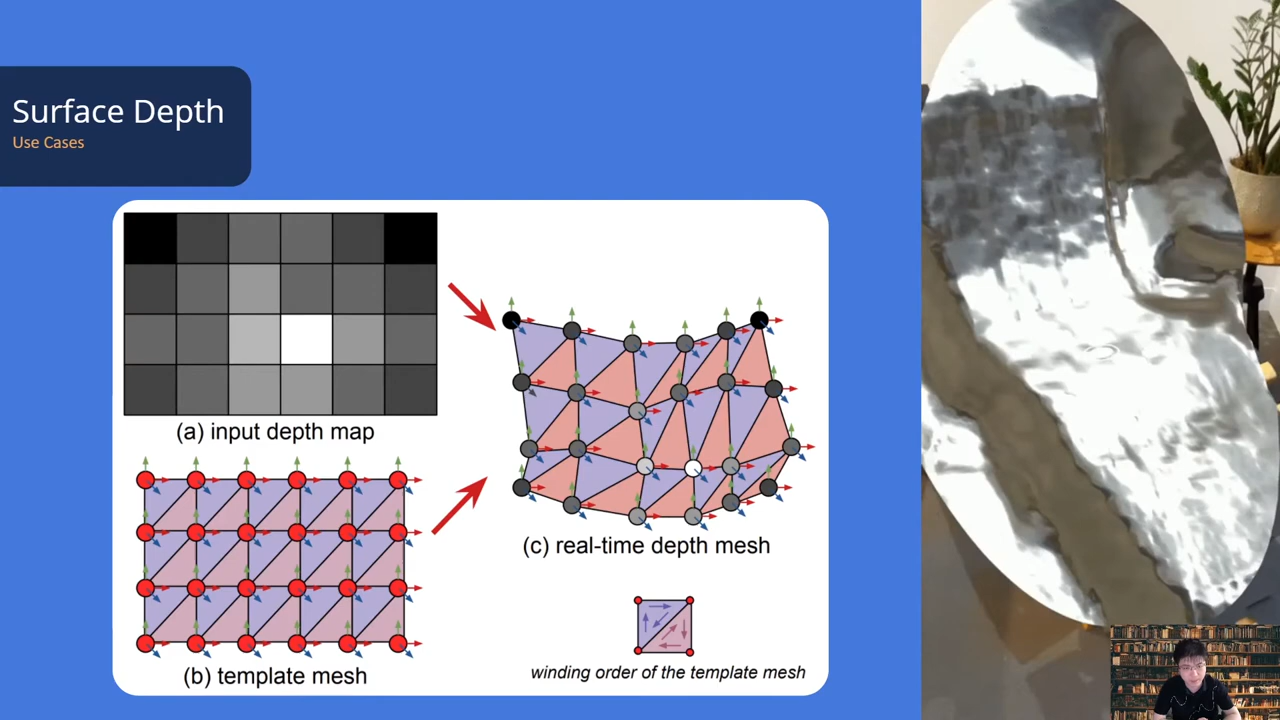 Surface Depth
Use Cases
(a) input depth map
(b) template mesh
(c) real-time depth mesh
winding order of the template mesh